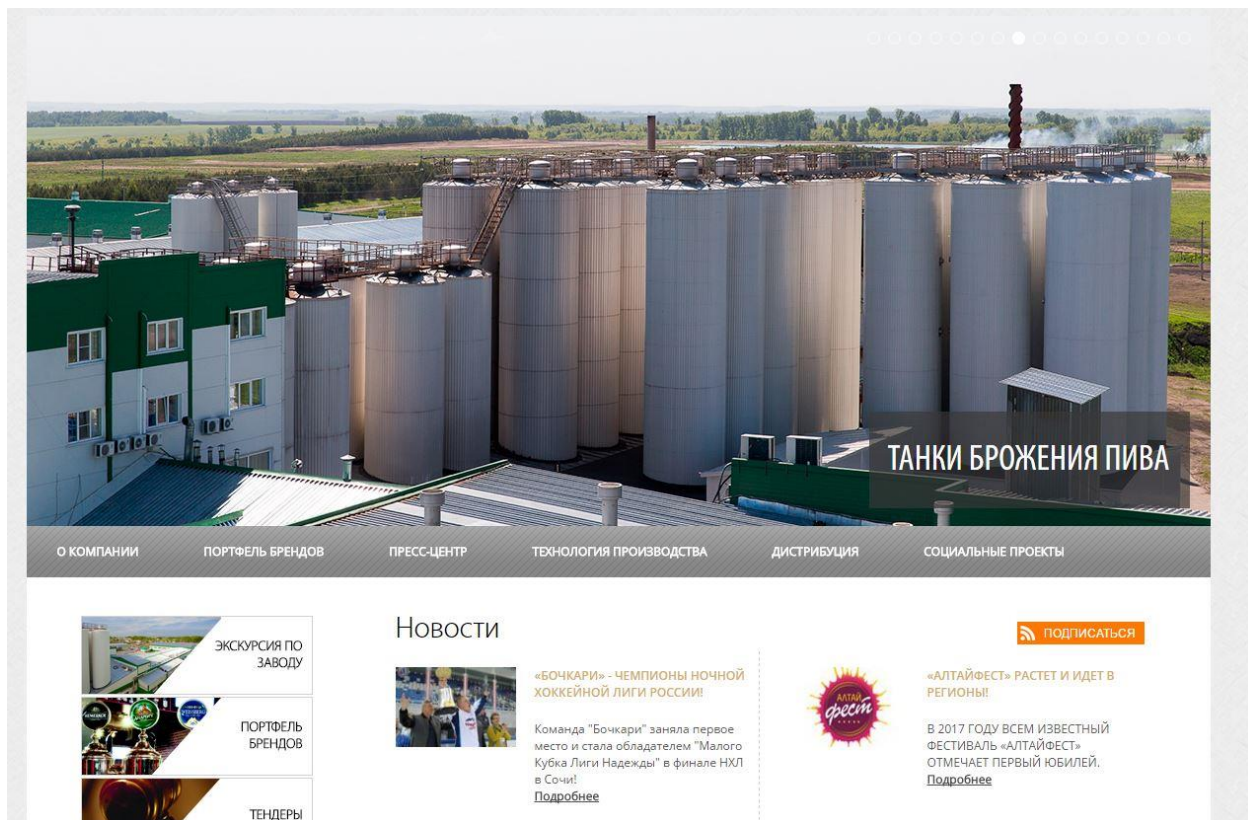 ТАНКИ БРОЖЕНИЯ ПИВА
О КОМПАНИИ
ПОРТФЕЛЬ БРЕНДОВ
ПРЕСС-ЦЕНТР
ТЕХНОЛОГИЯ ПРОИЗВОДСТВА
ДИСТРИБУЦИЯ
СОЦИАЛЬНЫЕ ПРОЕКТЫ
ЭКСКУРСИЯ ПО
ЗАВОДУ
ПОРТФЕЛЬ
БРЕНДОВ
ТЕНДЕРЫ
Новости
ПОДПИСАТЬСЯ
«БОЧКАРИ» - ЧЕМПИОНЫ НОЧНОЙ
ХОККЕЙНОЙ ЛИГИ РОССИИ!
Команда "Бочкари" заняла первое
место и стала обладателем "Малого
Кубка Лиги Надежды" в финале НХЛ
в Сочи!
Подробнее
АЛТАЙ
фест
«АЛТАЙФЕСТ» РАСТЕТ И ИДЕТ В
РЕГИОНЫ!
В 2017 ГОДУ ВСЕМ ИЗВЕСТНЫЙ
ФЕСТИВАЛЬ «АЛТАЙФЕСТ»
ОТМЕЧАЕТ ПЕРВЫЙ ЮБИЛЕЙ.
Подробнее